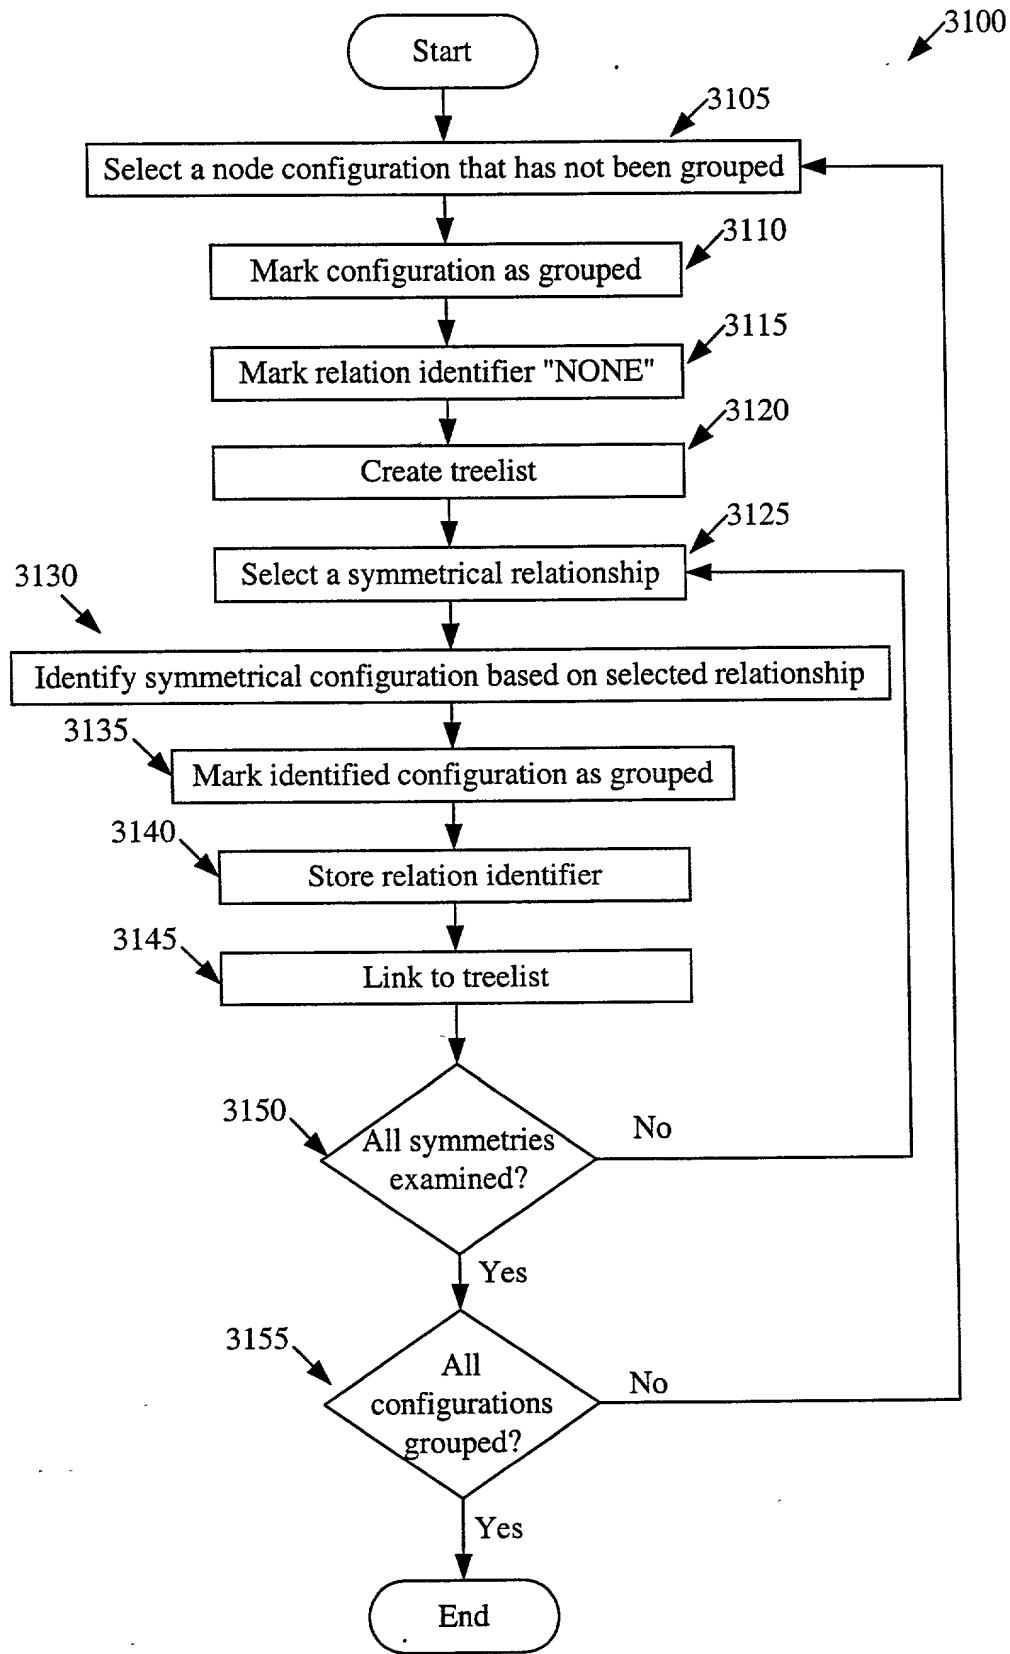 3100
Start
3105
Select a node configuration that has not been grouped
3110
Mark configuration as grouped
3115
Mark relation identifier "NONE"
3120
Create treelist
3125
Select a symmetrical relationship
3130
Identify symmetrical configuration based on selected relationship
3135
Mark identified configuration as grouped
3140
Store relation identifier
3145
Link to treelist
3150
All symmetries
examined?
No
Yes
3155
All
configurations
grouped?
No
Yes
End